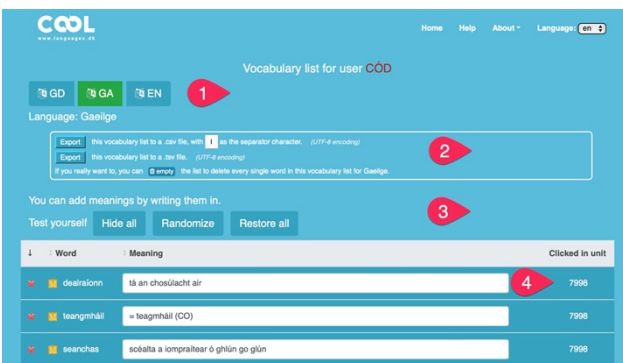 COOL
www.languages.dk
Home Help About Language: en
Vocabulary list for user CÓD
GD GA EN
1
Language: Gaeilge
Export this vocabulary list to a .csv file, with | as the separator character. (UTF-8 encoding)
Export this vocabulary list to a .tsv file. (UTF-8 encoding)
If you really want to, you can empty the list to delete every single word in this vocabulary list for Gaeilge.
2
You can add meanings by writing them in.
Test yourself Hide all Randomize Restore all
3
↓ Word Meaning Clicked in unit
dealraíonn tá an chosúlacht air 4 7998
teangmháil = teagmháil (CO) 7998
seanchas scéalta a iompraítear ó ghlún go glún 7998